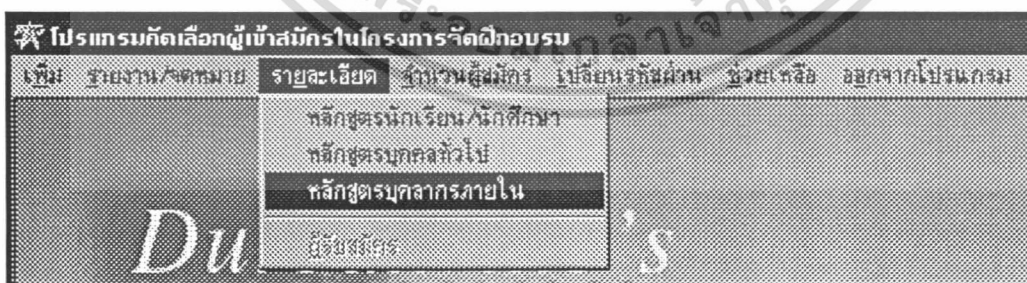 โปรแกรมคัดเลือกผู้เข้าสมัครในโครงการจัดฝึกอบรม
เพิ่ม รายงาน/จดหมาย รายละเอียด จำนวนผู้สมัคร เปลี่ยนรหัสผ่าน ช่วยเหลือ ออกจากโปรแกรม
หลักสูตรนักเรียน/นักศึกษา
หลักสูตรบุคคลทั่วไป
หลักสูตรบุคลากรภายใน
ผู้รับสมัคร
Du 's